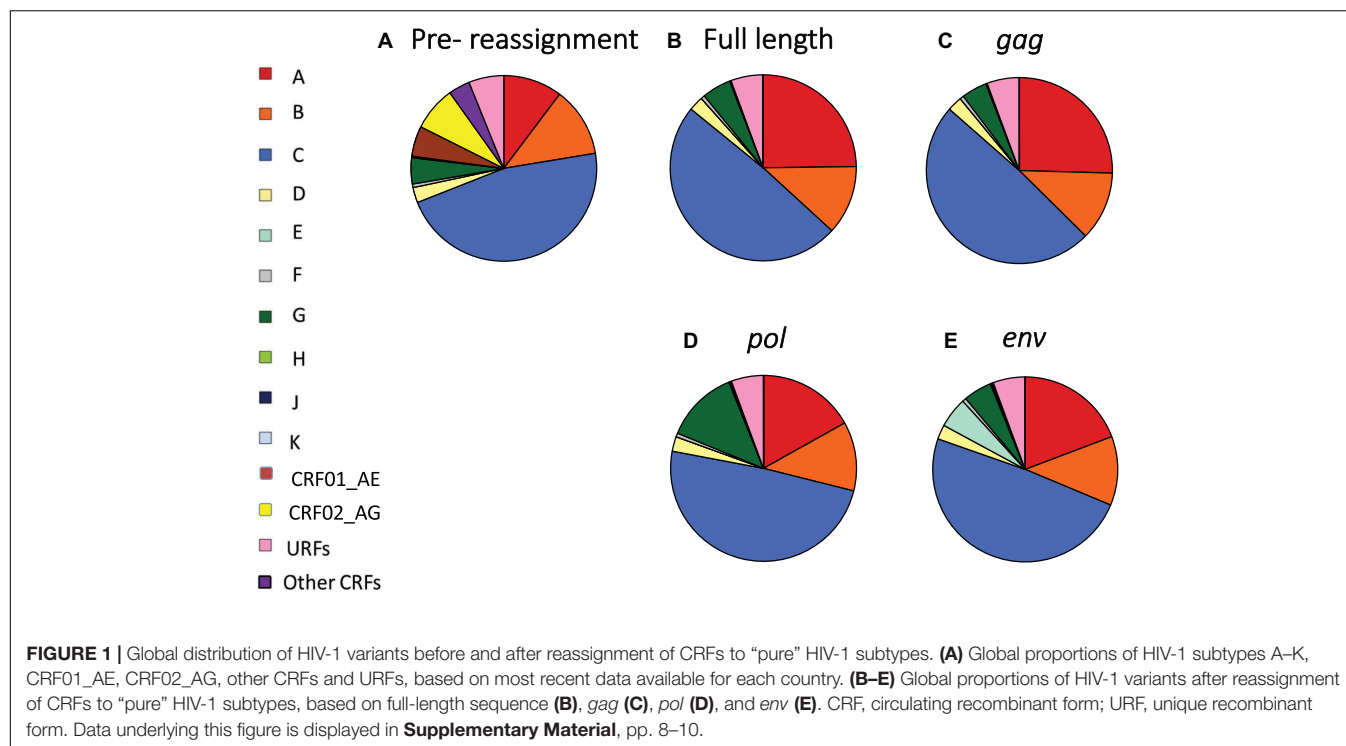 A Pre- reassignment
B Full length
C gag
A
B
C
D
E
F
G
H
J
K
CRF01_AE
CRF02_AG
URFs
Other CRFs
D pol
E env
FIGURE 1 | Global distribution of HIV-1 variants before and after reassignment of CRFs to “pure” HIV-1 subtypes. (A) Global proportions of HIV-1 subtypes A–K,
CRF01_AE, CRF02_AG, other CRFs and URFs, based on most recent data available for each country. (B–E) Global proportions of HIV-1 variants after reassignment
of CRFs to “pure” HIV-1 subtypes, based on full-length sequence (B), gag (C), pol (D), and env (E). CRF, circulating recombinant form; URF, unique recombinant
form. Data underlying this figure is displayed in Supplementary Material, pp. 8–10.